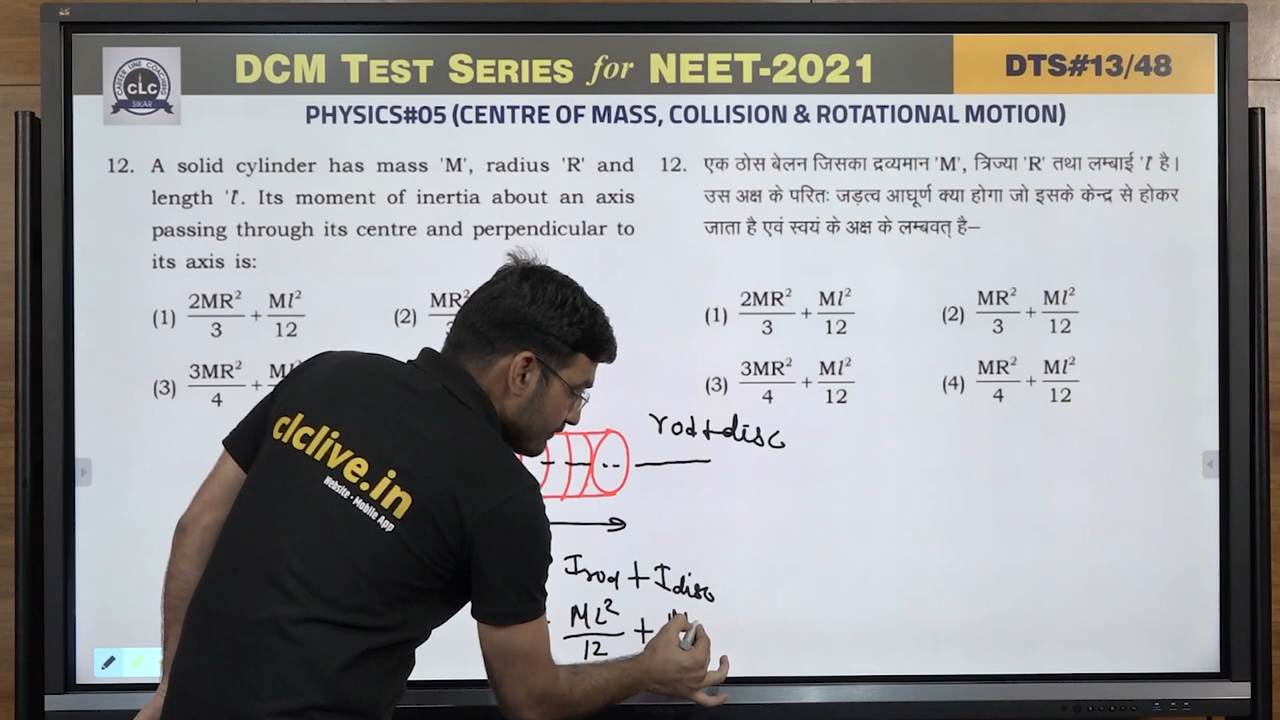 DCM TEST SERIES for NEET-2021
DTS#13/48
CAREER LINE COACHING
CLC
SIKAR
PHYSICS#05 (CENTRE OF MASS, COLLISION & ROTATIONAL MOTION)
12. A solid cylinder has mass 'M', radius 'R' and
length 'l. Its moment of inertia about an axis
passing through its centre and perpendicular to
its axis is:
(1) 2MR²/3 + Ml²/12 (2) MR²
(3) 3MR²/4 +
12. एक ठोस बेलन जिसका द्रव्यमान 'M', त्रिज्या 'R' तथा लम्बाई 'l है।
उस अक्ष के परितः जड़त्व आघूर्ण क्या होगा जो इसके केन्द्र से होकर
जाता है एवं स्वयं के अक्ष के लम्बवत् है–
(1) 2MR²/3 + Ml²/12 (2) MR²/3 + Ml²/12
(3) 3MR²/4 + Ml²/12 (4) MR²/4 + Ml²/12
rod+disc
Irod + Idisc
ML²/12 +
clclive.in
Website - Mobile App